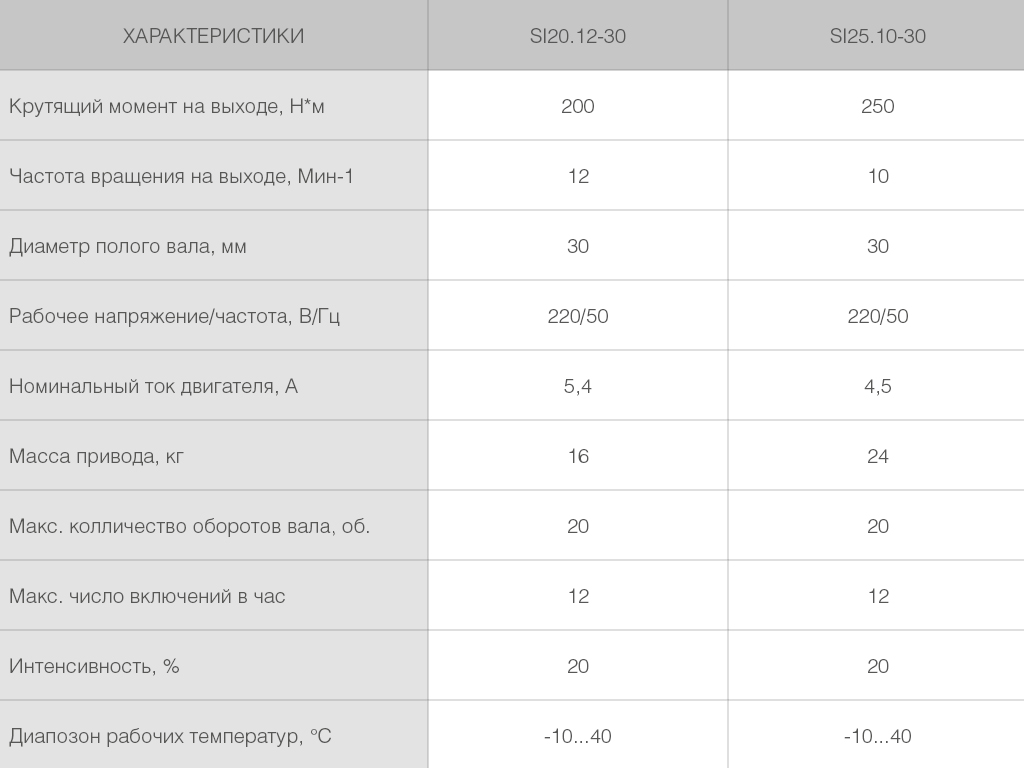 ХАРАКТЕРИСТИКИ SI20.12-30 SI25.10-30
Крутящий момент на выходе, Н*м 200 250
Частота вращения на выходе, Мин-1 12 10
Диаметр полого вала, мм 30 30
Рабочее напряжение/частота, В/Гц 220/50 220/50
Номинальный ток двигателя, А 5,4 4,5
Масса привода, кг 16 24
Макс. колличество оборотов вала, об. 20 20
Макс. число включений в час 12 12
Интенсивность, % 20 20
Диапозон рабочих температур, °С -10...40 -10...40